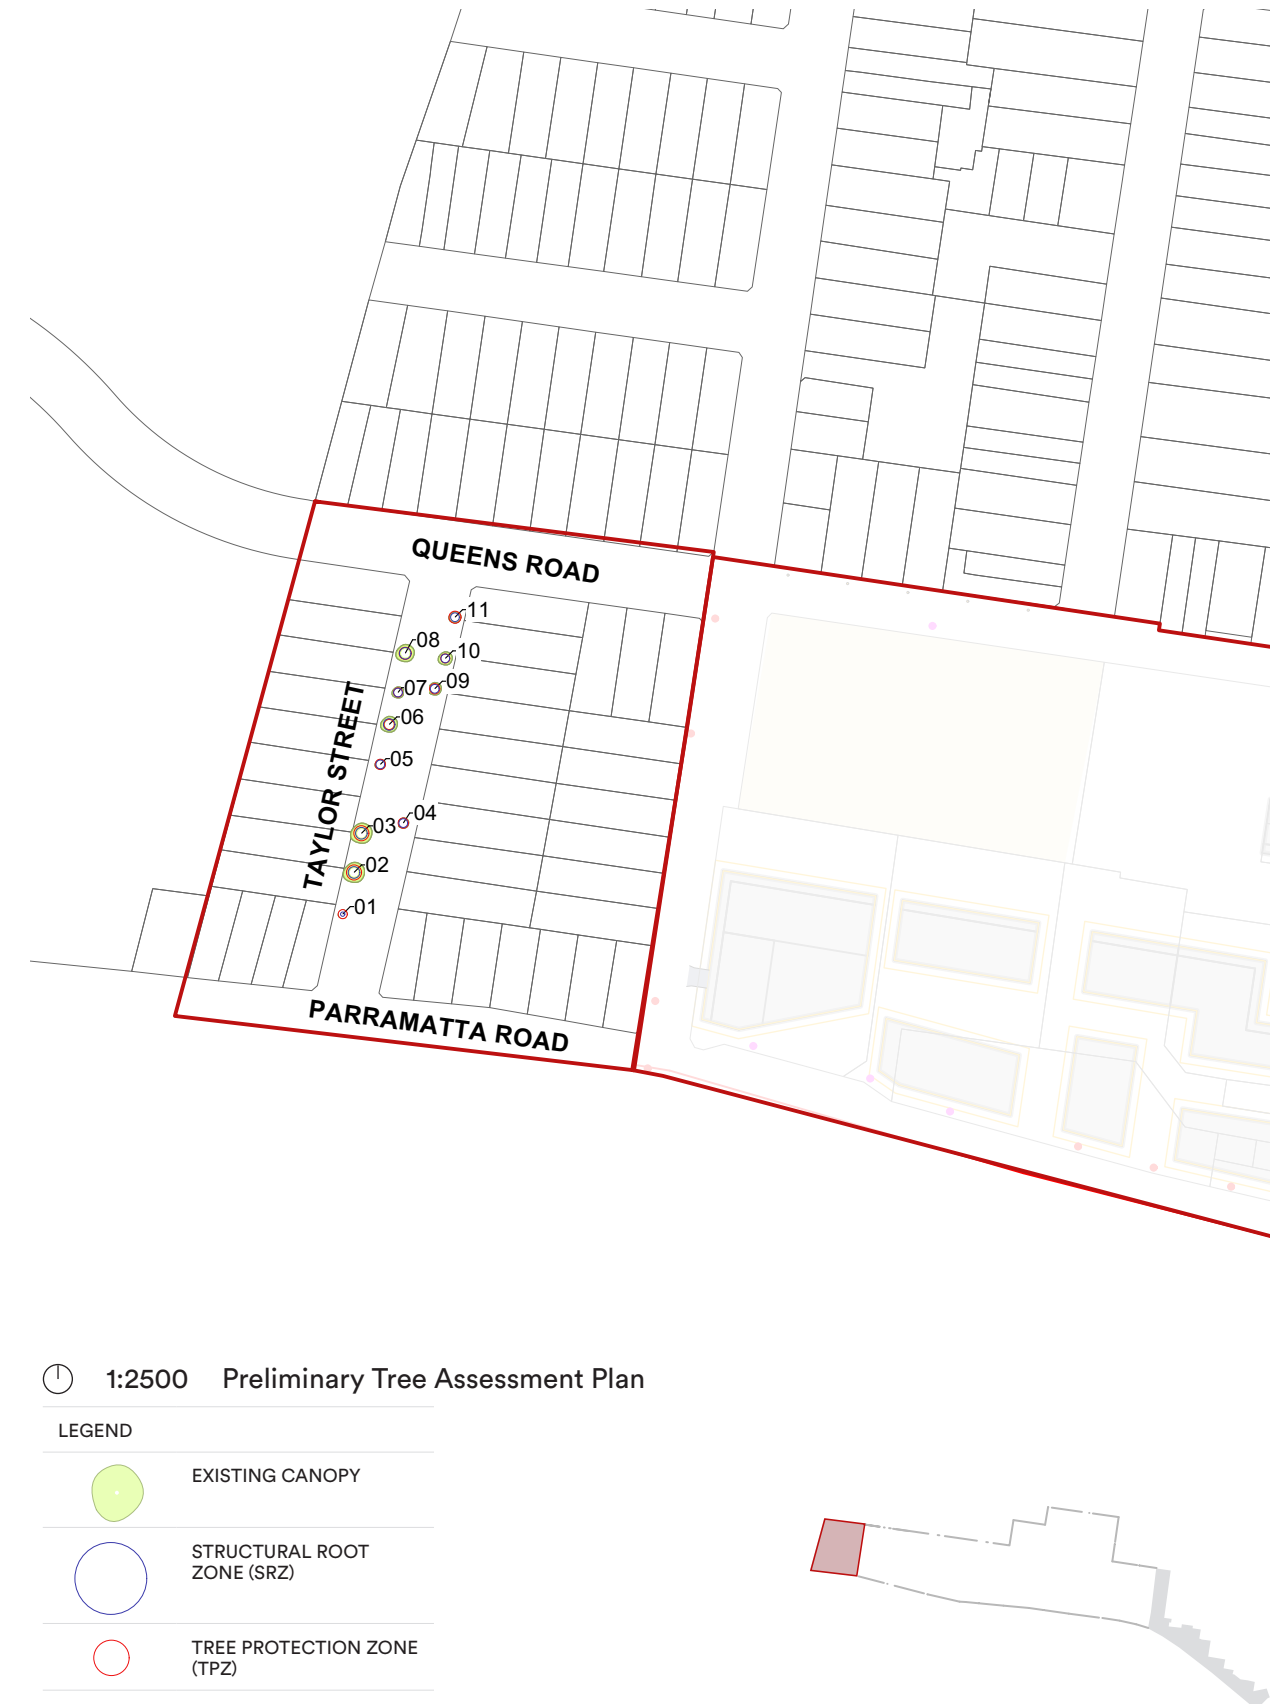 QUEENS ROAD
11
08
10
09
07
06
05
04
03
02
01
TAYLOR STREET
PARRAMATTA ROAD
1:2500 Preliminary Tree Assessment Plan
LEGEND
EXISTING CANOPY
STRUCTURAL ROOT
ZONE (SRZ)
TREE PROTECTION ZONE
(TPZ)